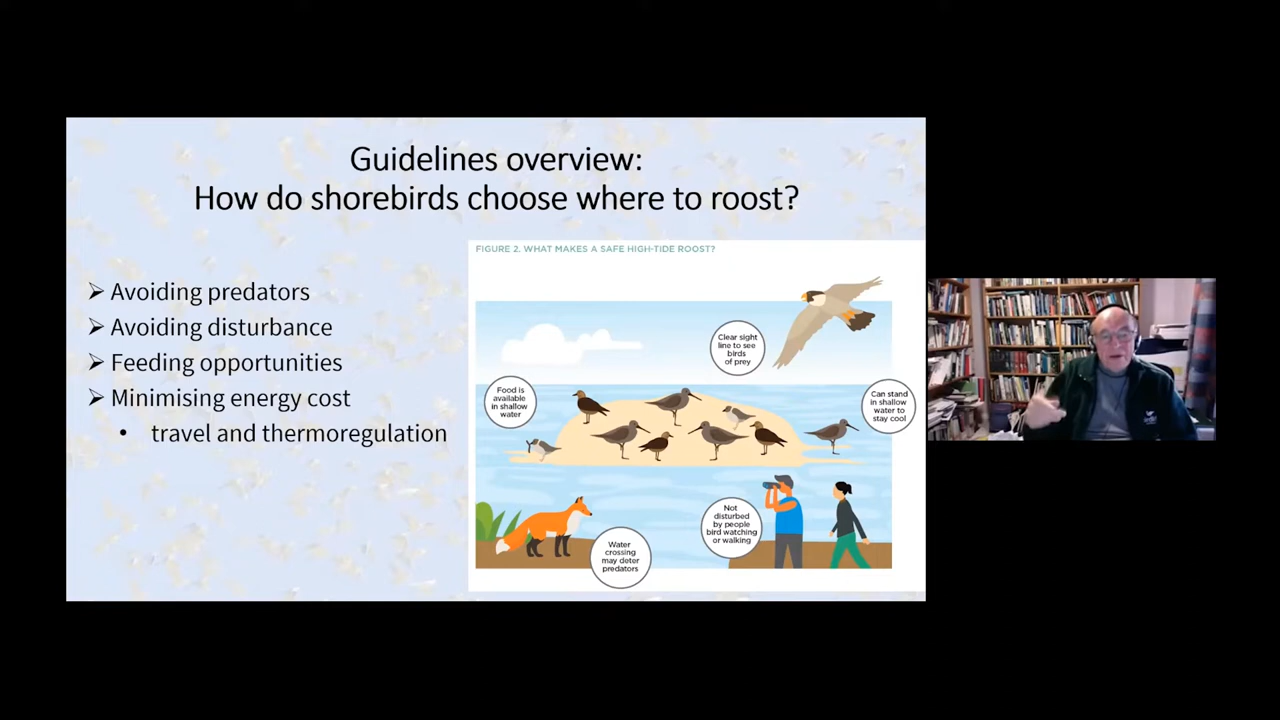 Guidelines overview:
How do shorebirds choose where to roost?
➢ Avoiding predators
➢ Avoiding disturbance
➢ Feeding opportunities
➢ Minimising energy cost
• travel and thermoregulation
FIGURE 2. WHAT MAKES A SAFE HIGH-TIDE ROOST?
Clear sight
line to see
birds
of prey
Food is
available
in shallow
water
Can stand
in shallow
water to
stay cool
Not
disturbed
by people
bird watching
or walking
Water
crossing
may deter
predators